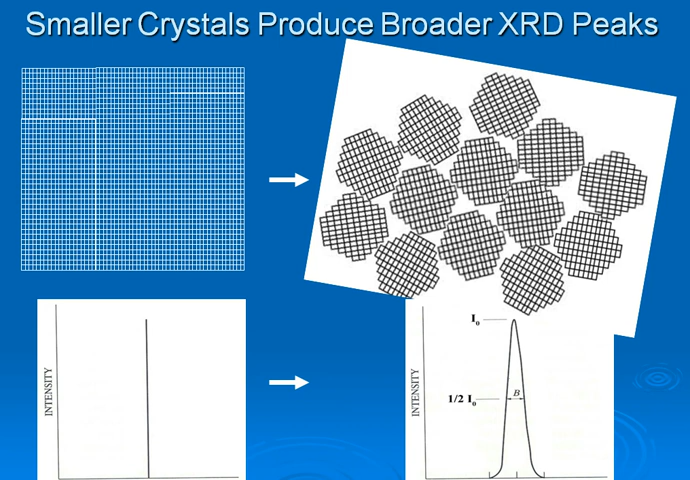 Smaller Crystals Produce Broader XRD Peaks
INTENSITY
INTENSITY
I₀
1/2 I₀
B